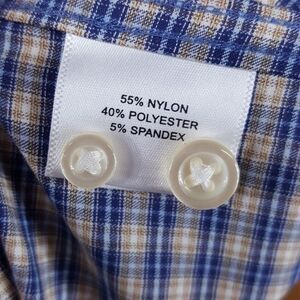 55% NYLON
40% POLYESTER
5% SPANDEX